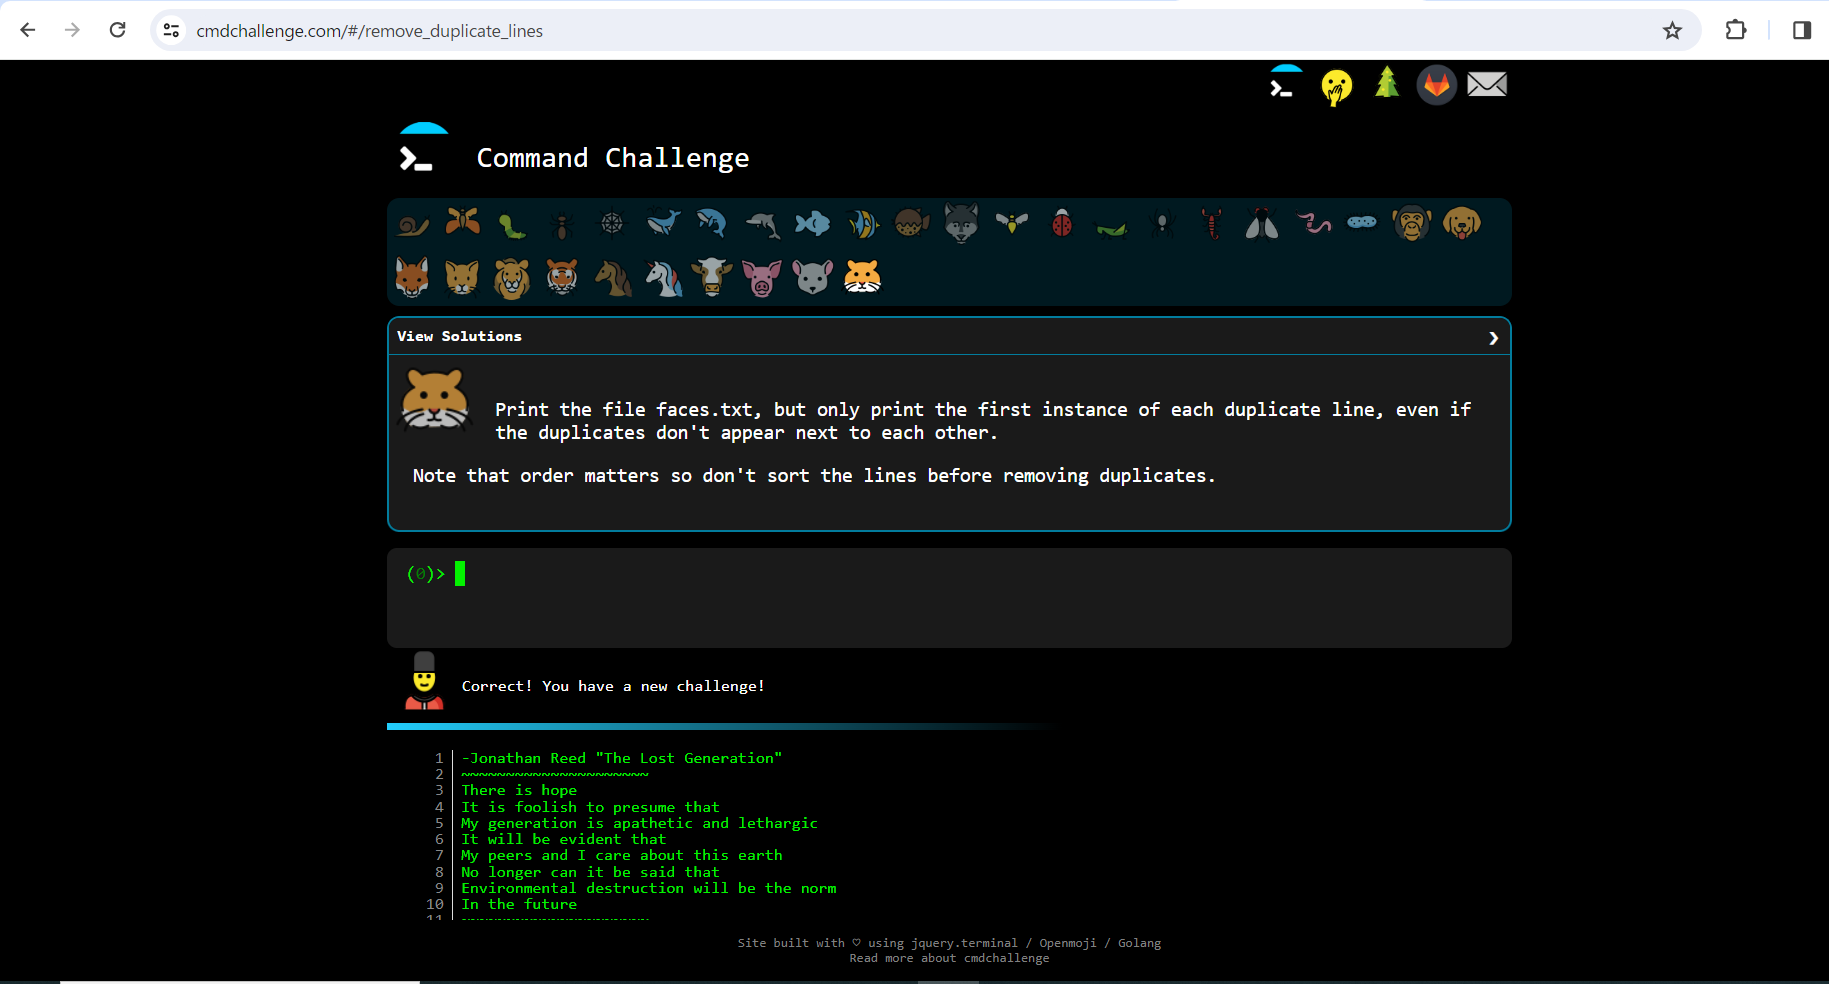 cmdchallenge.com/#/remove_duplicate_lines
Command Challenge
View Solutions
Print the file faces.txt, but only print the first instance of each duplicate line, even if
the duplicates don't appear next to each other.
Note that order matters so don't sort the lines before removing duplicates.
(0)>
Correct! You have a new challenge!
1 -Jonathan Reed "The Lost Generation"
2 ~~~~~~~~~~~~~~~~~~~~~
3 There is hope
4 It is foolish to presume that
5 My generation is apathetic and lethargic
6 It will be evident that
7 My peers and I care about this earth
8 No longer can it be said that
9 Environmental destruction will be the norm
10 In the future
11 ~~~~~~~~~~~~~~~~~~~~~
Site built with ♡ using jquery.terminal / Openmoji / Golang
Read more about cmdchallenge